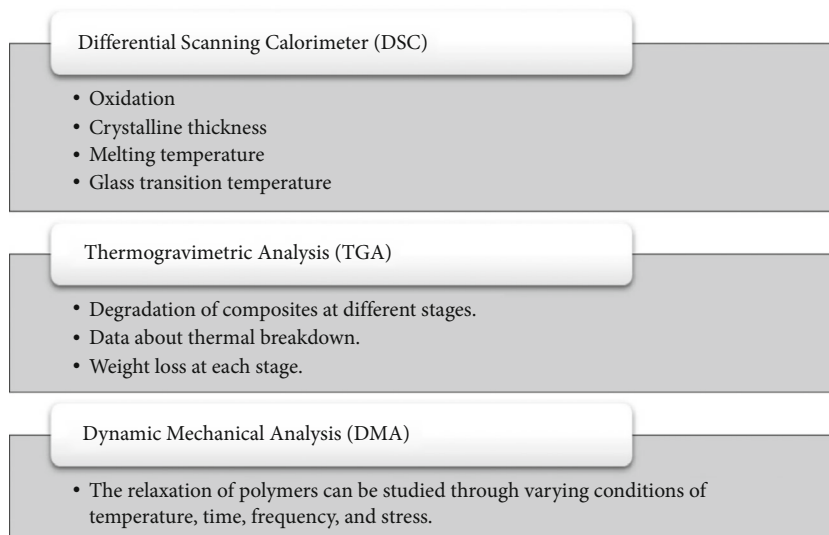 Differential Scanning Calorimeter (DSC)
• Oxidation
• Crystalline thickness
• Melting temperature
• Glass transition temperature
Thermogravimetric Analysis (TGA)
• Degradation of composites at different stages.
• Data about thermal breakdown.
• Weight loss at each stage.
Dynamic Mechanical Analysis (DMA)
• The relaxation of polymers can be studied through varying conditions of
temperature, time, frequency, and stress.